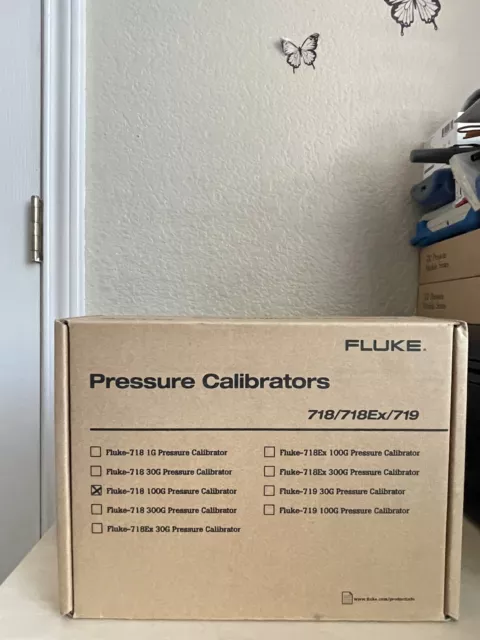 FLUKE.
Pressure Calibrators
718/718Ex/719
Fluke-718 1G Pressure Calibrator
Fluke-718 30G Pressure Calibrator
Fluke-718 100G Pressure Calibrator
Fluke-718 300G Pressure Calibrator
Fluke-718Ex 30G Pressure Calibrator
Fluke-718Ex 100G Pressure Calibrator
Fluke-718Ex 300G Pressure Calibrator
Fluke-719 30G Pressure Calibrator
Fluke-719 100G Pressure Calibrator